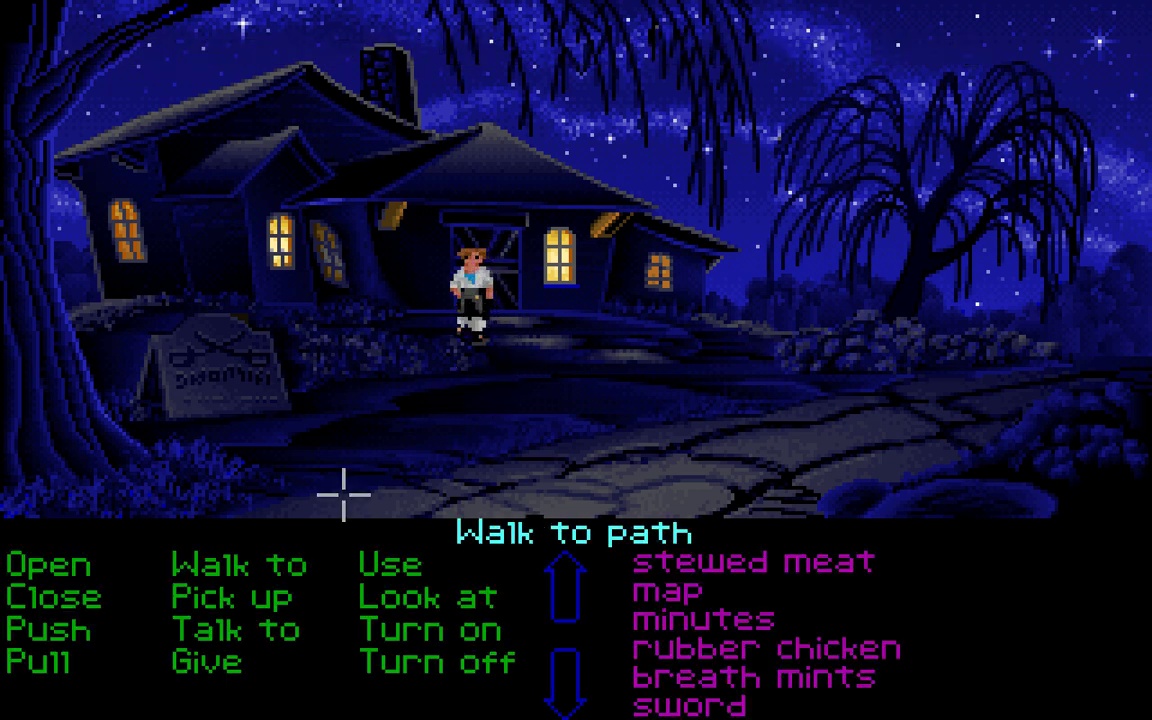 Walk to path
Open Walk to Use
Close Pick up Look at
Push Talk to Turn on
Pull Give Turn off
stewed meat
map
minutes
rubber chicken
breath mints
sword